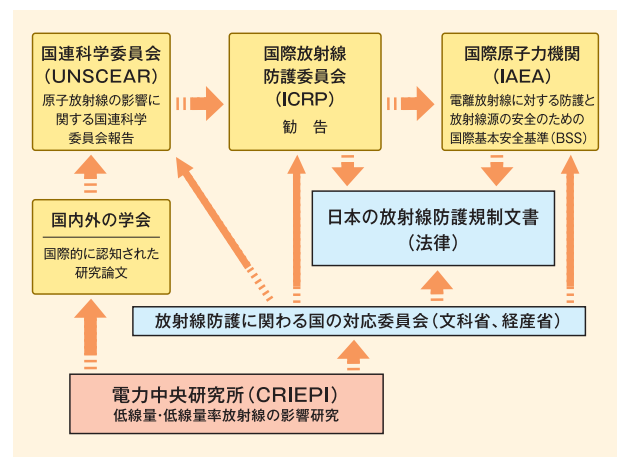 国連科学委員会
(UNSCEAR)
原子放射線の影響に
関する国連科学
委員会報告
国際放射線
防護委員会
(ICRP)
勧 告
国際原子力機関
(IAEA)
電離放射線に対する防護と
放射線源の安全のための
国際基本安全基準(BSS)
国内外の学会
国際的に認知された
研究論文
日本の放射線防護規制文書
(法律)
放射線防護に関わる国の対応委員会(文科省、経産省)
電力中央研究所(CRIEPI)
低線量・低線量率放射線の影響研究